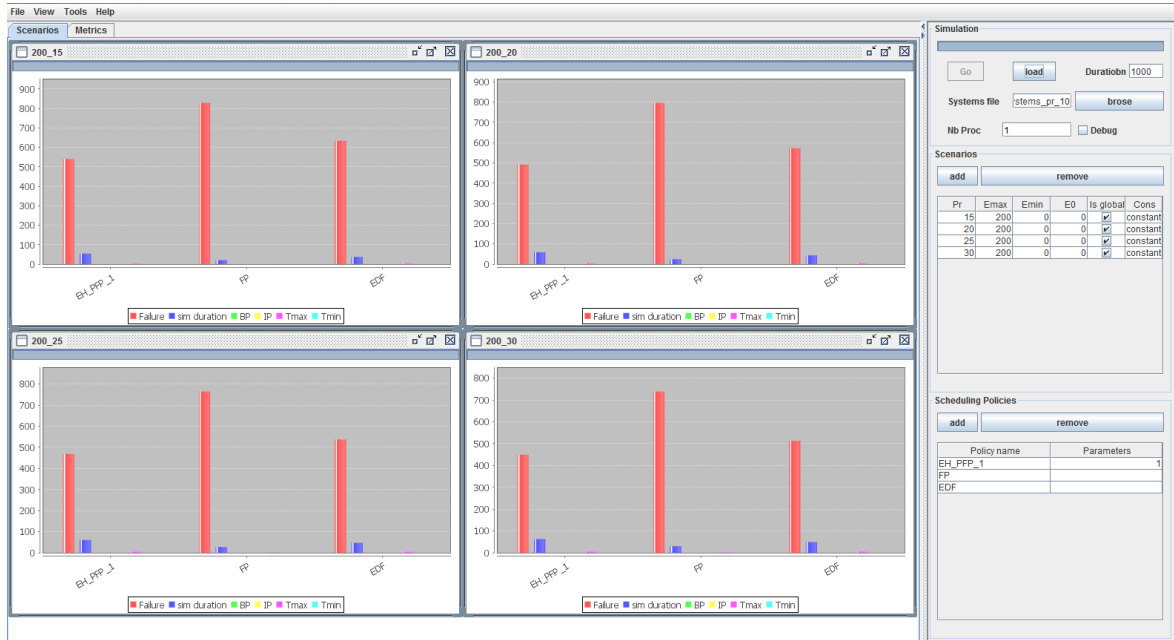 File View Tools Help
Scenarios Metrics
200_15
900
800
700
600
500
400
300
200
100
0
EH_PFP_1 FP EDF
Failure sim duration BP IP Tmax Tmin
200_20
900
800
700
600
500
400
300
200
100
0
EH_PFP_1 FP EDF
Failure sim duration BP IP Tmax Tmin
200_25
800
700
600
500
400
300
200
100
0
EH_PFP_1 FP EDF
Failure sim duration BP IP Tmax Tmin
200_30
800
700
600
500
400
300
200
100
0
EH_PFP_1 FP EDF
Failure sim duration BP IP Tmax Tmin
Simulation
Go load Duratiobn 1000
Systems file stems_pr_10 brose
Nb Proc 1 Debug
Scenarios
add remove
Pr Emax Emin E0 Is global Cons
15 200 0 0 constant
20 200 0 0 constant
25 200 0 0 constant
30 200 0 0 constant
Scheduling Policies
add remove
Policy name Parameters
EH_PFP_1 1
FP
EDF